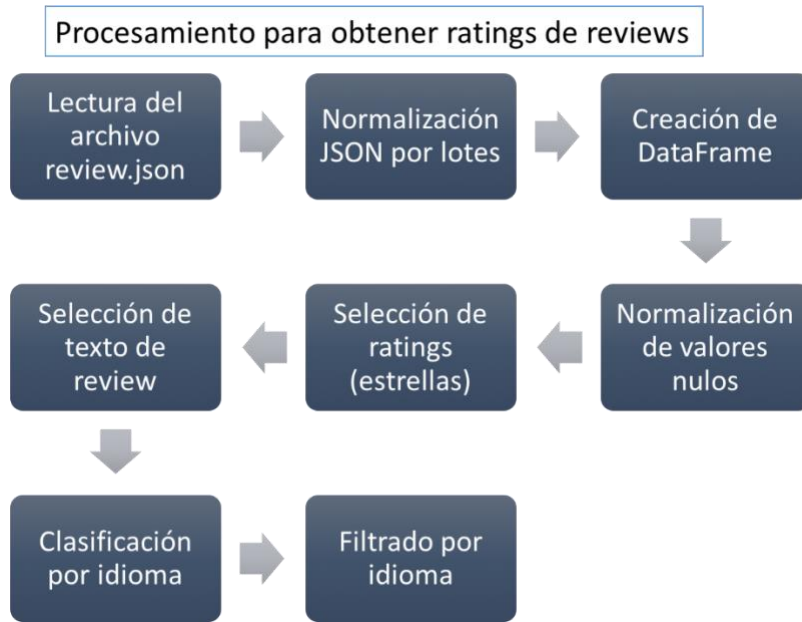 Procesamiento para obtener ratings de reviews
Lectura del
archivo
review.json
Normalización
JSON por lotes
Creación de
DataFrame
Normalización
de valores
nulos
Selección de
ratings
(estrellas)
Selección de
texto de
review
Clasificación
por idioma
Filtrado por
idioma